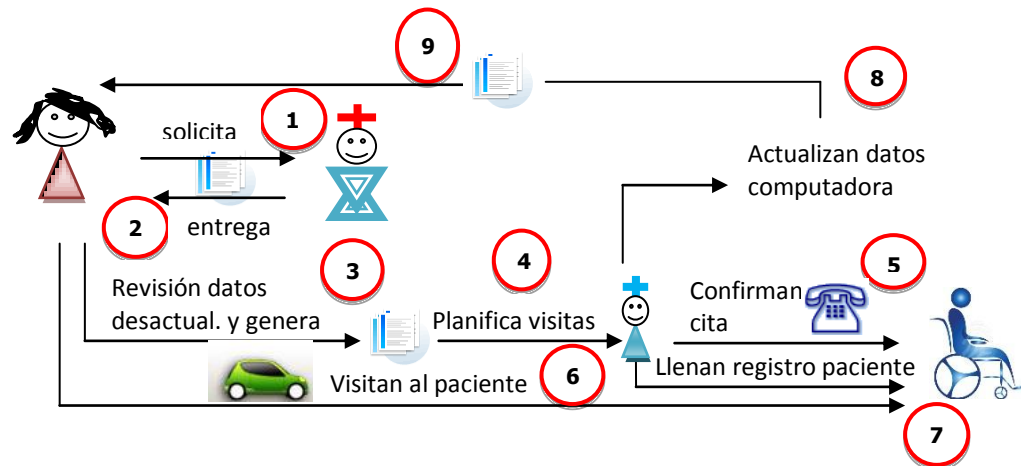 9
8
1
solicita
Actualizan datos
computadora
2
entrega
3
4
5
Revisión datos
desactual. y genera
Planifica visitas
Confirman
cita
Visitan al paciente
6
Llenan registro paciente
7